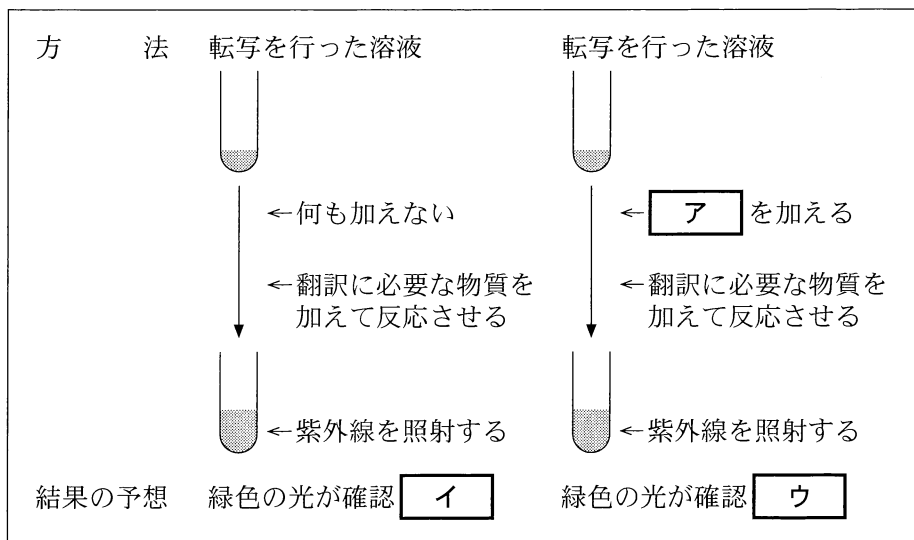 方 法 転写を行った溶液 転写を行った溶液
←何も加えない ← ア を加える
←翻訳に必要な物質を ←翻訳に必要な物質を
加えて反応させる 加えて反応させる
←紫外線を照射する ←紫外線を照射する
結果の予想 緑色の光が確認 イ 緑色の光が確認 ウ